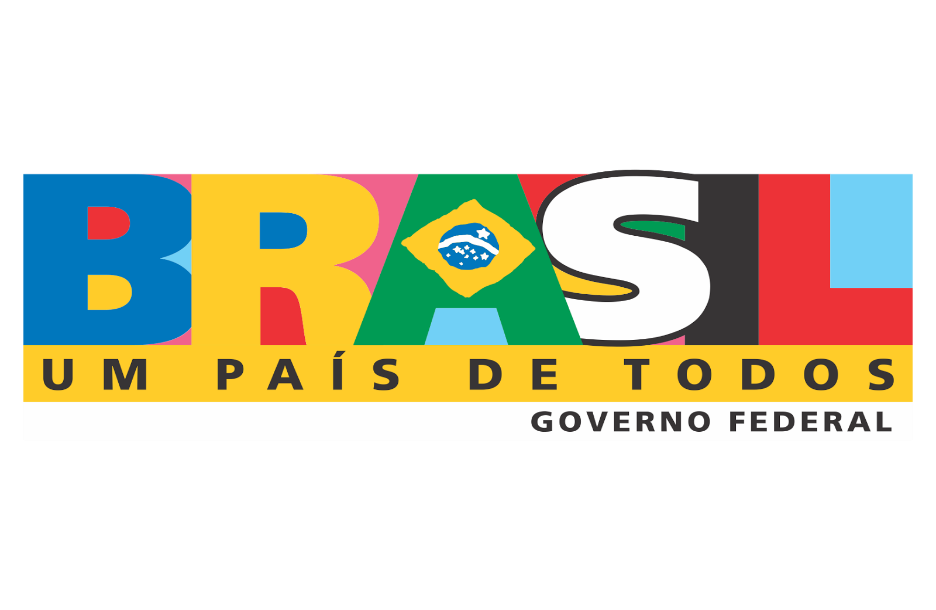 BRASIL
UM PAÍS DE TODOS
GOVERNO FEDERAL